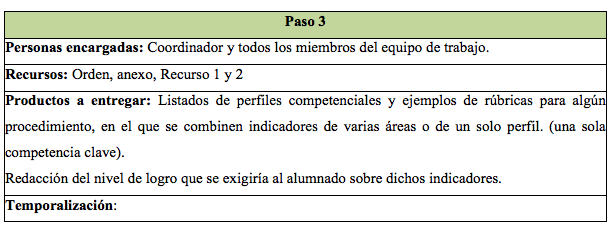 Paso 3
Personas encargadas: Coordinador y todos los miembros del equipo de trabajo.
Recursos: Orden, anexo, Recurso 1 y 2
Productos a entregar: Listados de perfiles competenciales y ejemplos de rúbricas para algún
procedimiento, en el que se combinen indicadores de varias áreas o de un solo perfil. (una sola
competencia clave).
Redacción del nivel de logro que se exigiría al alumnado sobre dichos indicadores.
Temporalización: